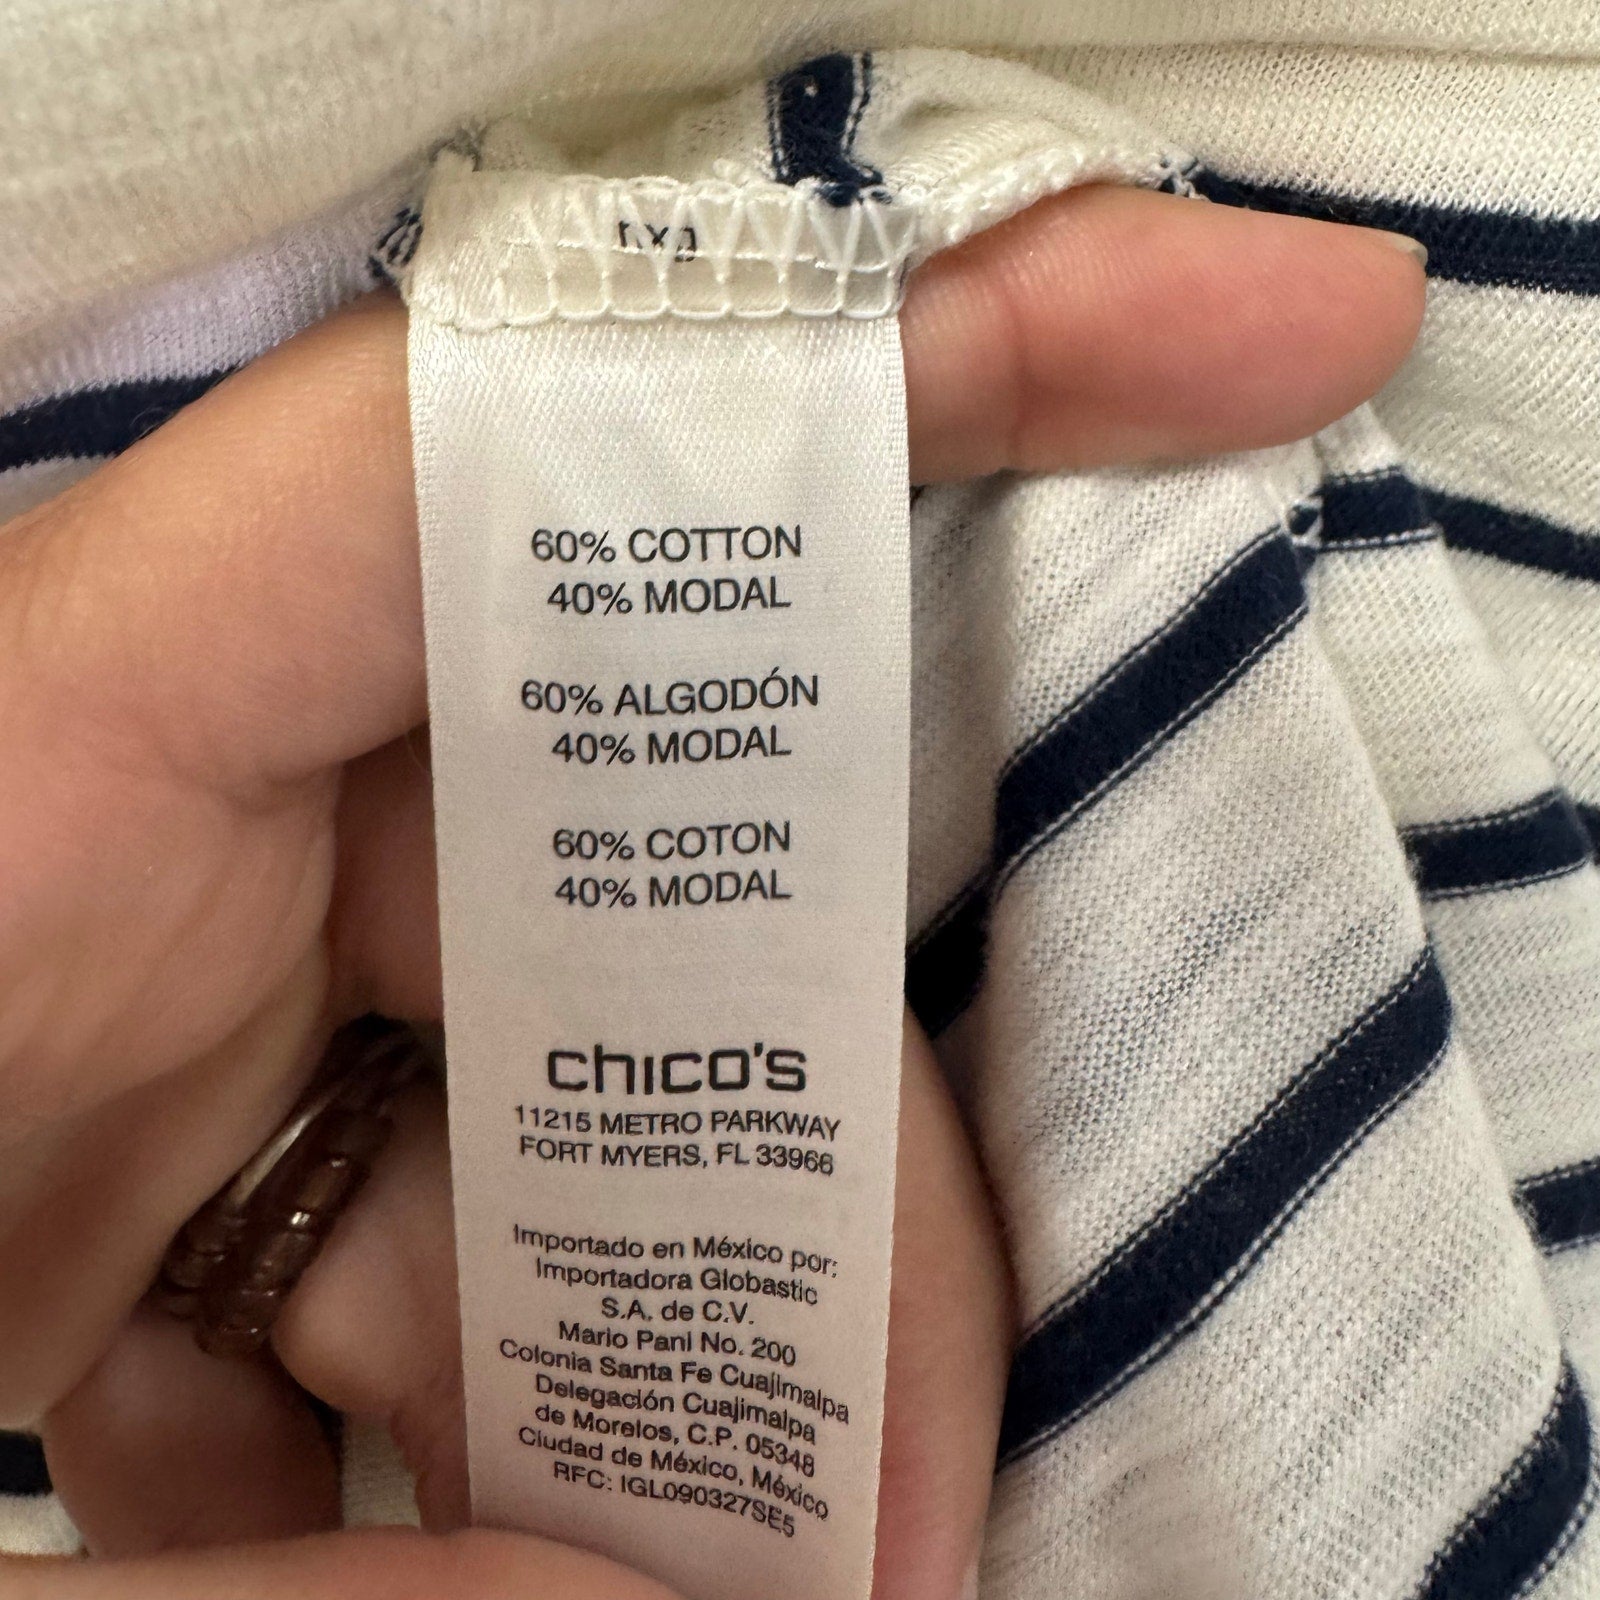 60% COTTON
40% MODAL
60% ALGODÓN
40% MODAL
60% COTON
40% MODAL
chico's
11215 METRO PARKWAY
FORT MYERS, FL 33966
Importado en México por:
Importadora Globastic
S.A. de C.V.
Mario Pani No. 200
Colonia Santa Fe Cuajimalpa
Delegación Cuajimalpa
de Morelos, C.P. 05348
Ciudad de México, México
RFC: IGL090327SE5